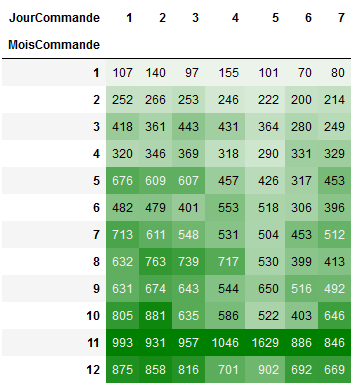 JourCommande 1 2 3 4 5 6 7
MoisCommande
1 107 140 97 155 101 70 80
2 252 266 253 246 222 200 214
3 418 361 443 431 364 280 249
4 320 346 369 318 290 331 329
5 676 609 607 457 426 317 453
6 482 479 401 553 518 306 396
7 713 611 548 531 504 453 512
8 632 763 739 717 530 399 413
9 631 674 643 544 650 516 492
10 805 881 635 586 522 403 646
11 993 931 957 1046 1629 886 846
12 875 858 816 701 902 692 669